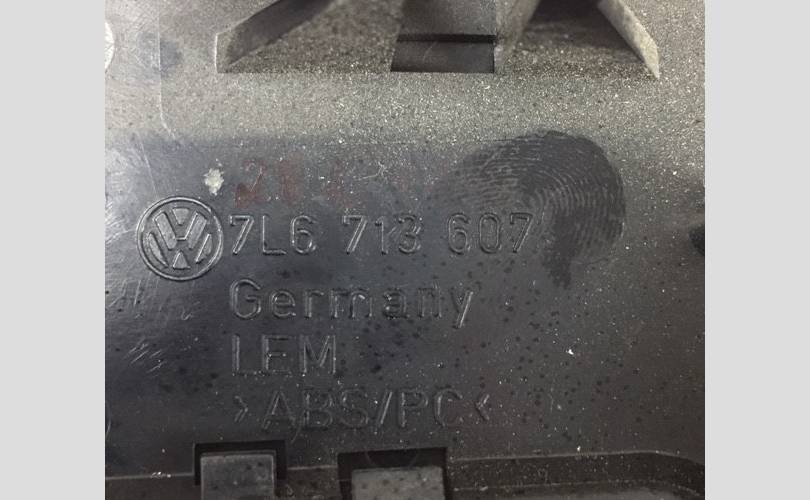 7L6 713 607
Germany
LEM
>ABS/PC<